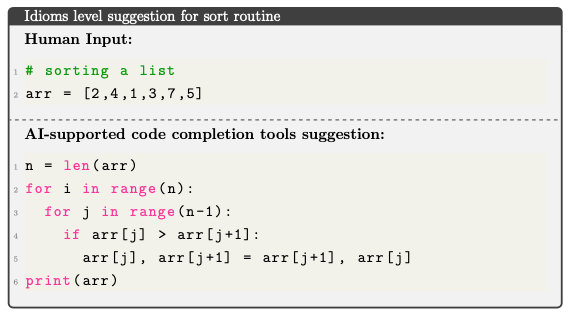 Idioms level suggestion for sort routine
Human Input:
1 # sorting a list
2 arr = [2,4,1,3,7,5]
AI-supported code completion tools suggestion:
1 n = len(arr)
2 for i in range(n):
3   for j in range(n-1):
4     if arr[j] > arr[j+1]:
5       arr[j], arr[j+1] = arr[j+1], arr[j]
6 print(arr)